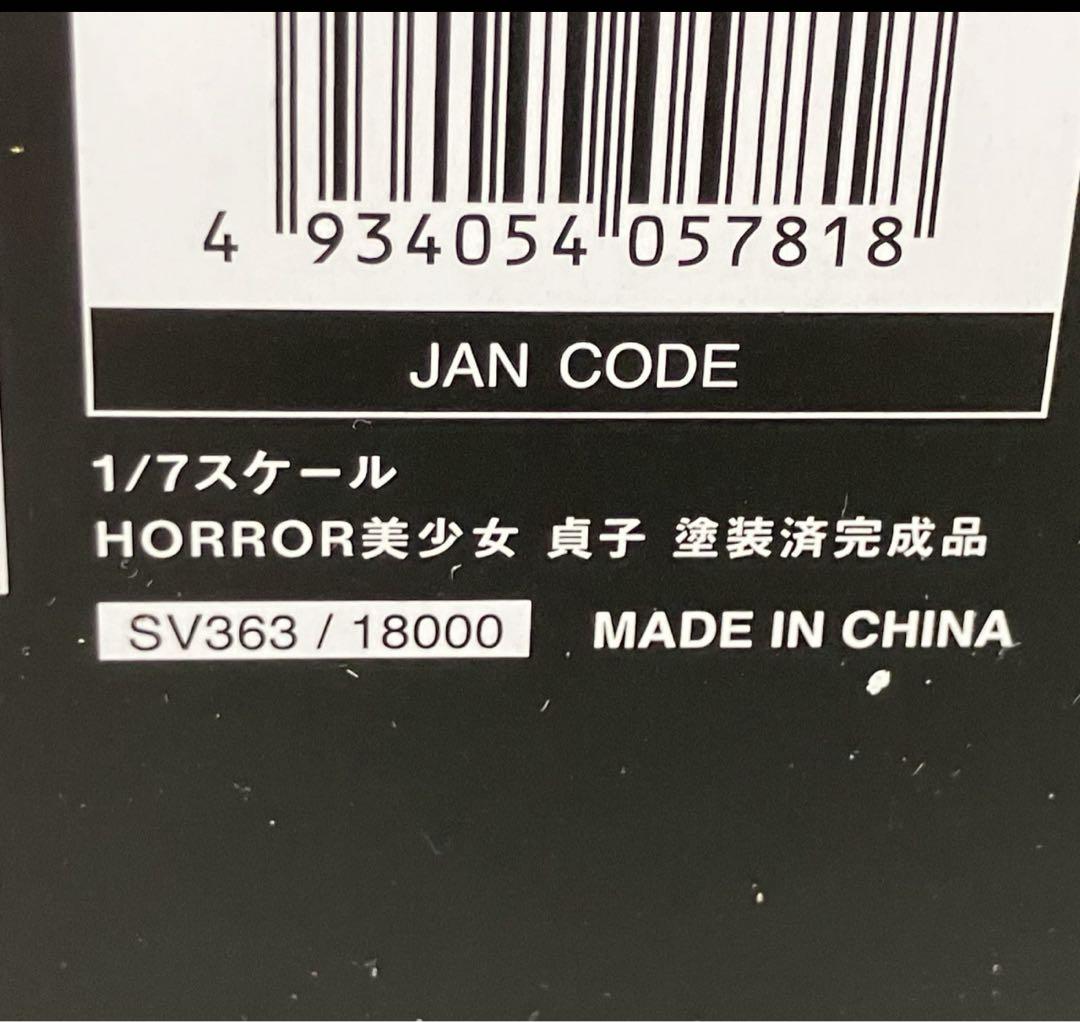 4 934054 057818
JAN CODE
1/7スケール
HORROR美少女 貞子 塗装済完成品
SV363 / 18000 MADE IN CHINA